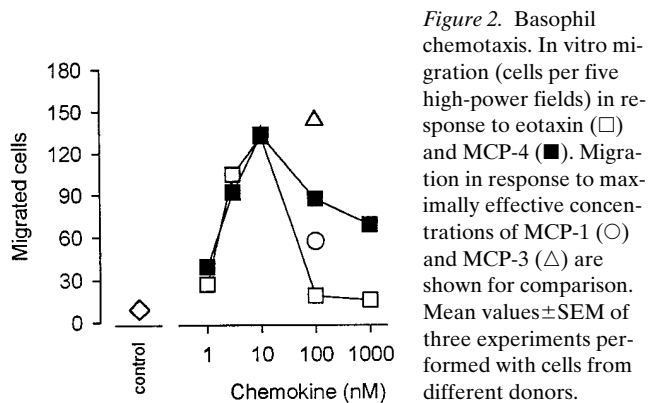 Figure 2. Basophil
chemotaxis. In vitro mi-
gration (cells per five
high-power fields) in re-
sponse to eotaxin (□)
and MCP-4 (■). Migra-
tion in response to max-
imally effective concen-
trations of MCP-1 (○)
and MCP-3 (△) are
shown for comparison.
Mean values±SEM of
three experiments per-
formed with cells from
different donors.
Migrated cells
180
150
120
90
60
30
0
control
1 10 100 1000
Chemokine (nM)